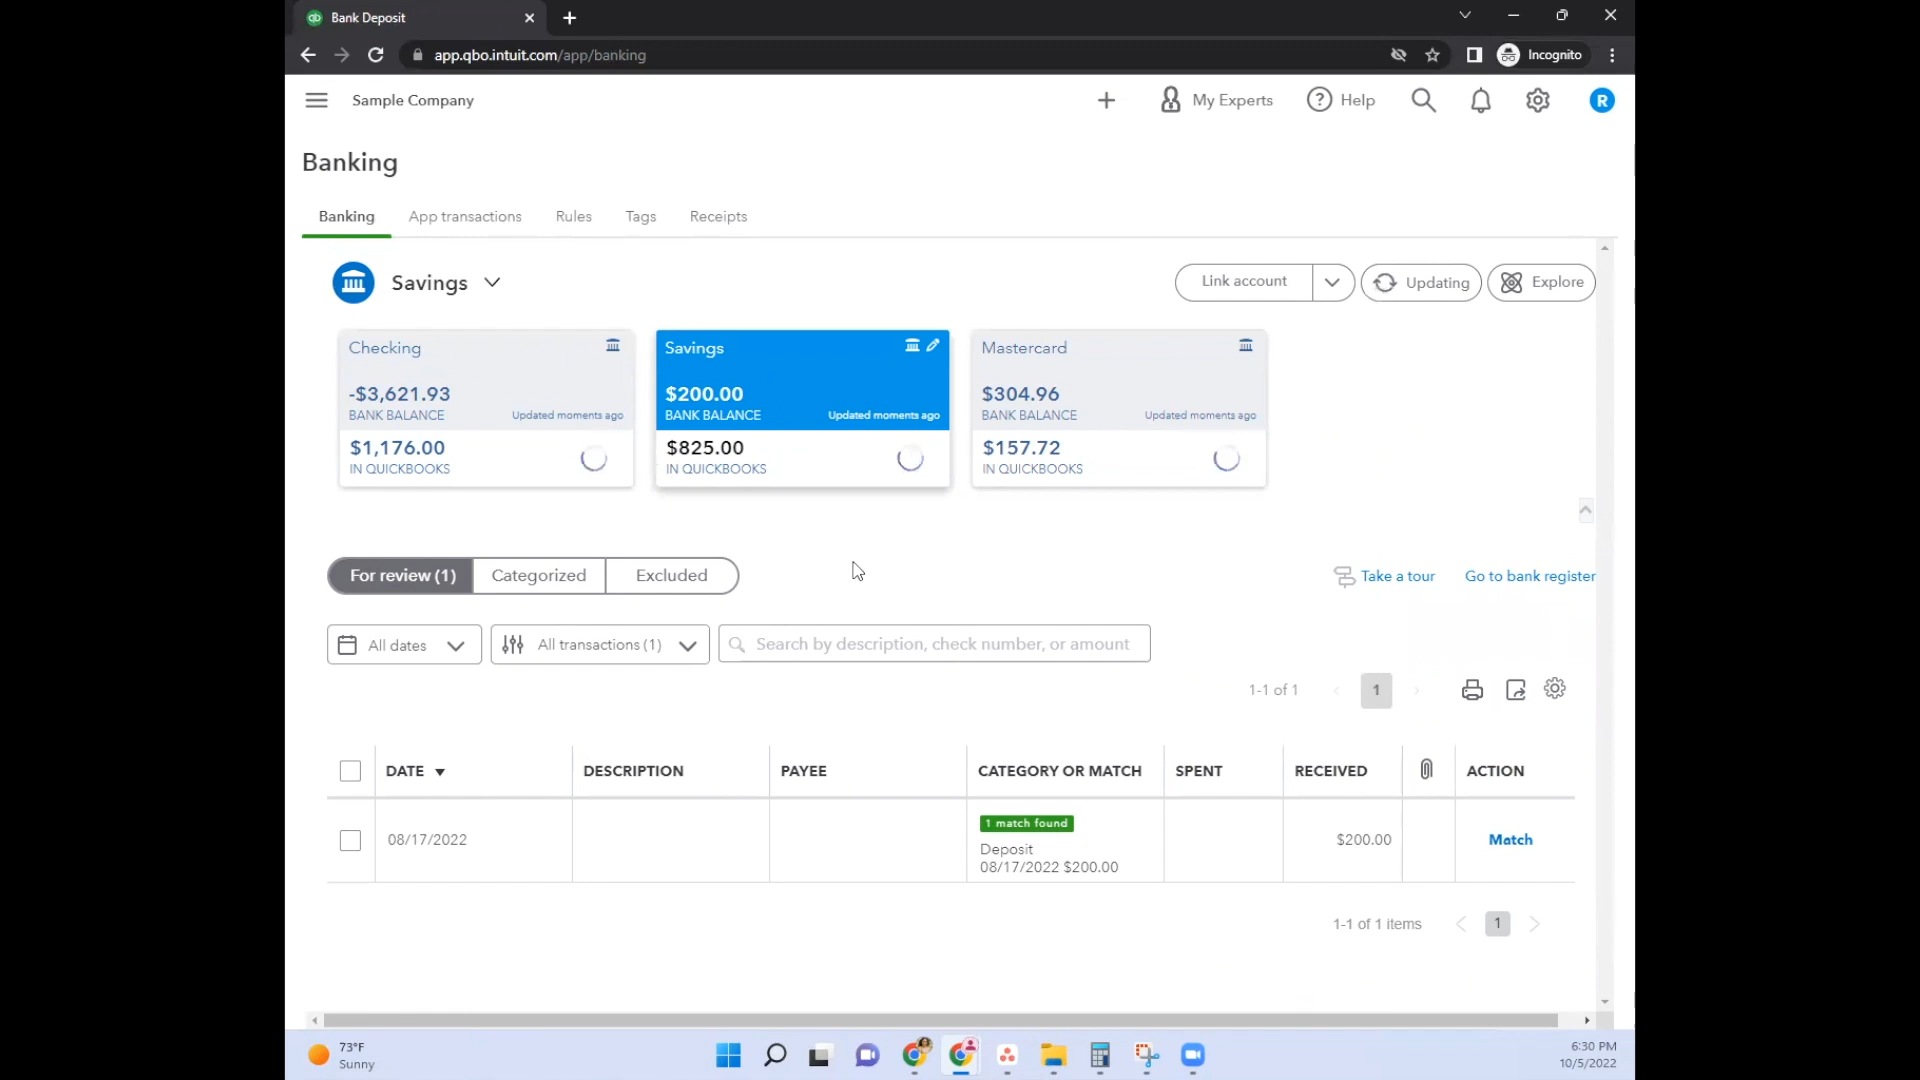 Bank Deposit
app.qbo.intuit.com/app/banking
Incognito
Sample Company
My Experts
Help
R
Banking
Banking
App transactions
Rules
Tags
Receipts
Savings
Link account
Updating
Explore
Checking
-$3,621.93
BANK BALANCE
Updated moments ago
$1,176.00
IN QUICKBOOKS
Savings
$200.00
BANK BALANCE
Updated moments ago
$825.00
IN QUICKBOOKS
Mastercard
$304.96
BANK BALANCE
Updated moments ago
$157.72
IN QUICKBOOKS
For review (1)
Categorized
Excluded
Take a tour
Go to bank register
All dates
All transactions (1)
Search by description, check number, or amount
1-1 of 1
1
DATE
DESCRIPTION
PAYEE
CATEGORY OR MATCH
SPENT
RECEIVED
ACTION
08/17/2022
1 match found
Deposit
08/17/2022 $200.00
$200.00
Match
1-1 of 1 items
1
73°F
Sunny
6:30 PM
10/5/2022